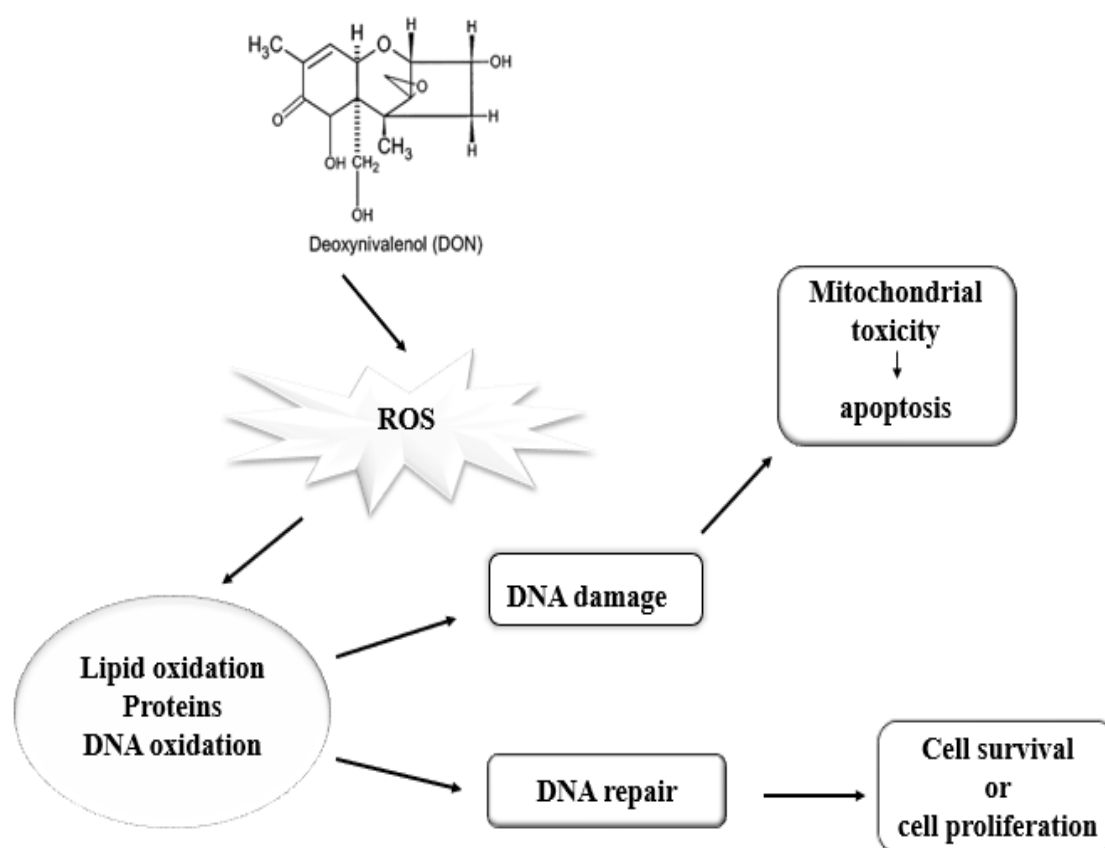 H
H
H
H₃C
O
OH
O
O
H
H
CH₃
OH
CH₂
OH
Deoxynivalenol (DON)
ROS
Mitochondrial
toxicity
apoptosis
DNA damage
Lipid oxidation
Proteins
DNA oxidation
DNA repair
Cell survival
or
cell proliferation